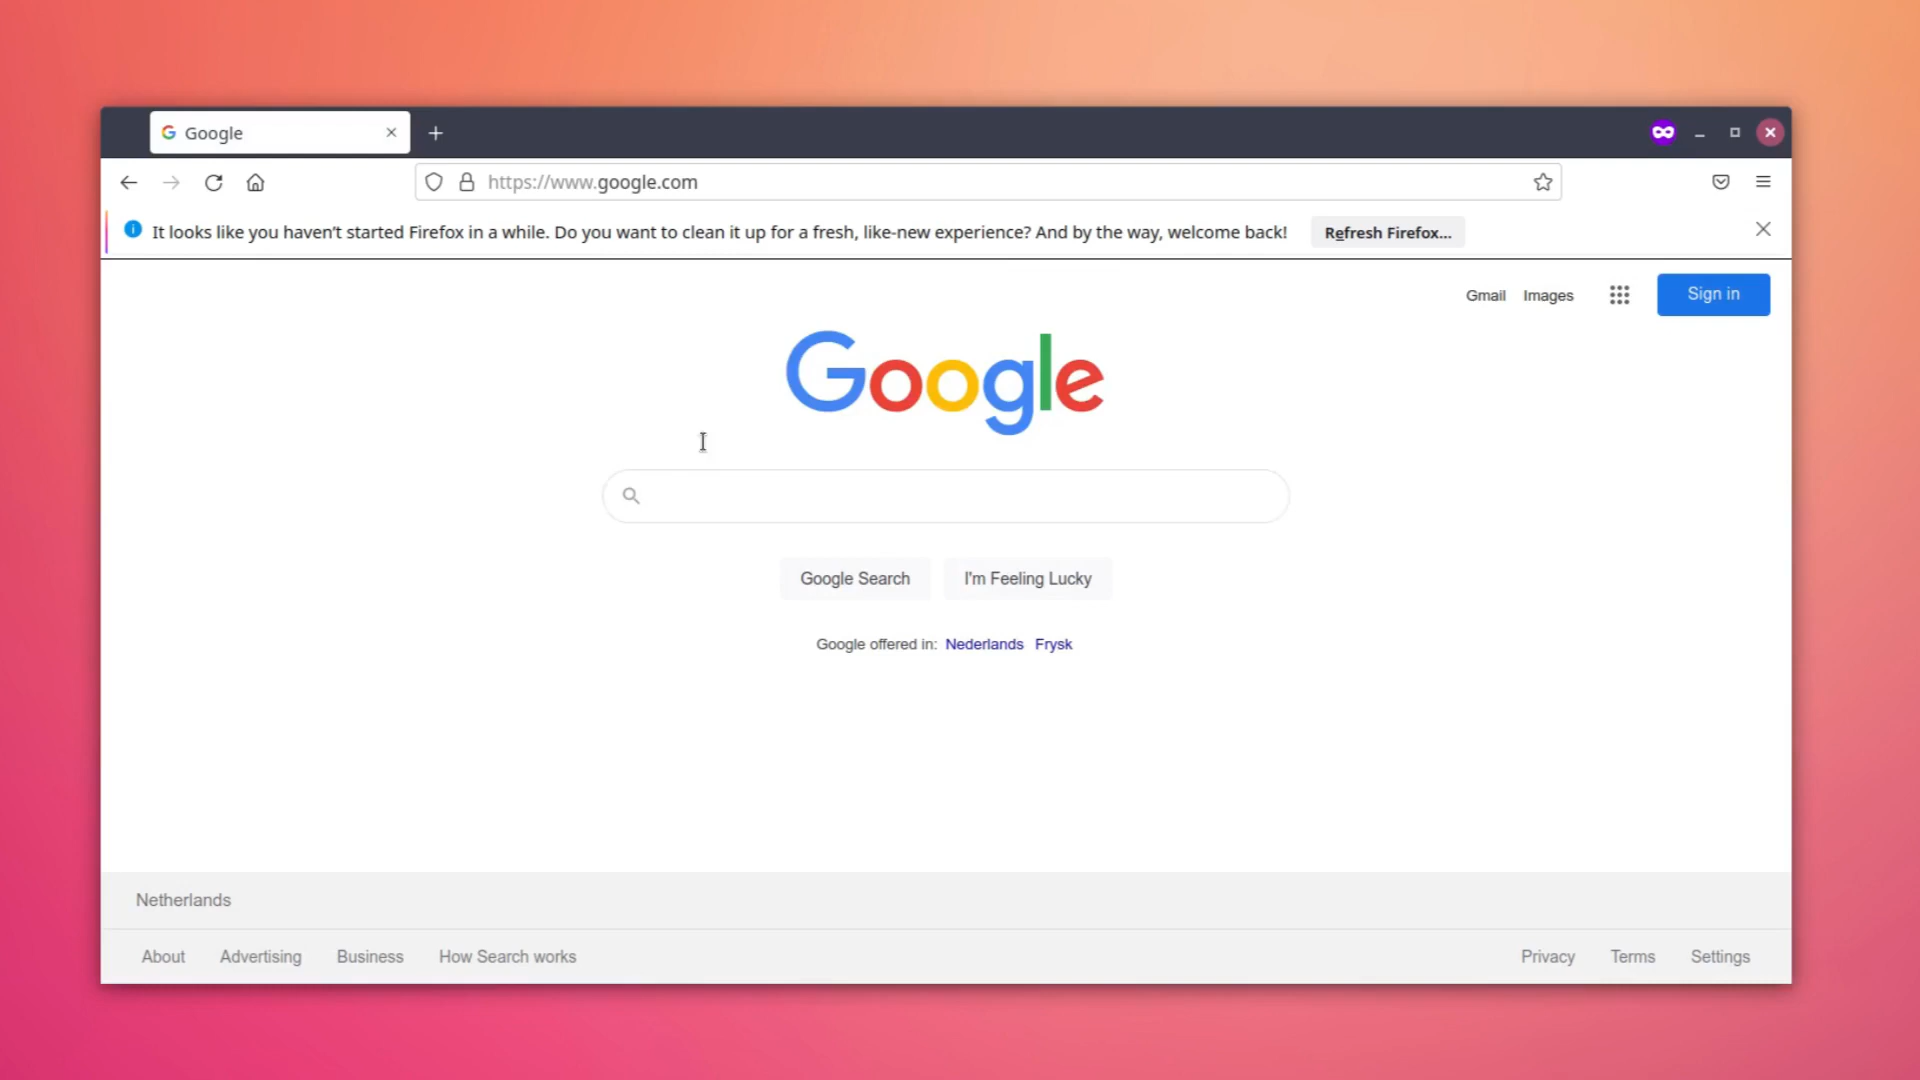 Google
https://www.google.com
It looks like you haven't started Firefox in a while. Do you want to clean it up for a fresh, like-new experience? And by the way, welcome back! Refresh Firefox...
Gmail Images Sign in
Google
Google Search I'm Feeling Lucky
Google offered in: Nederlands Frysk
Netherlands
About Advertising Business How Search works Privacy Terms Settings